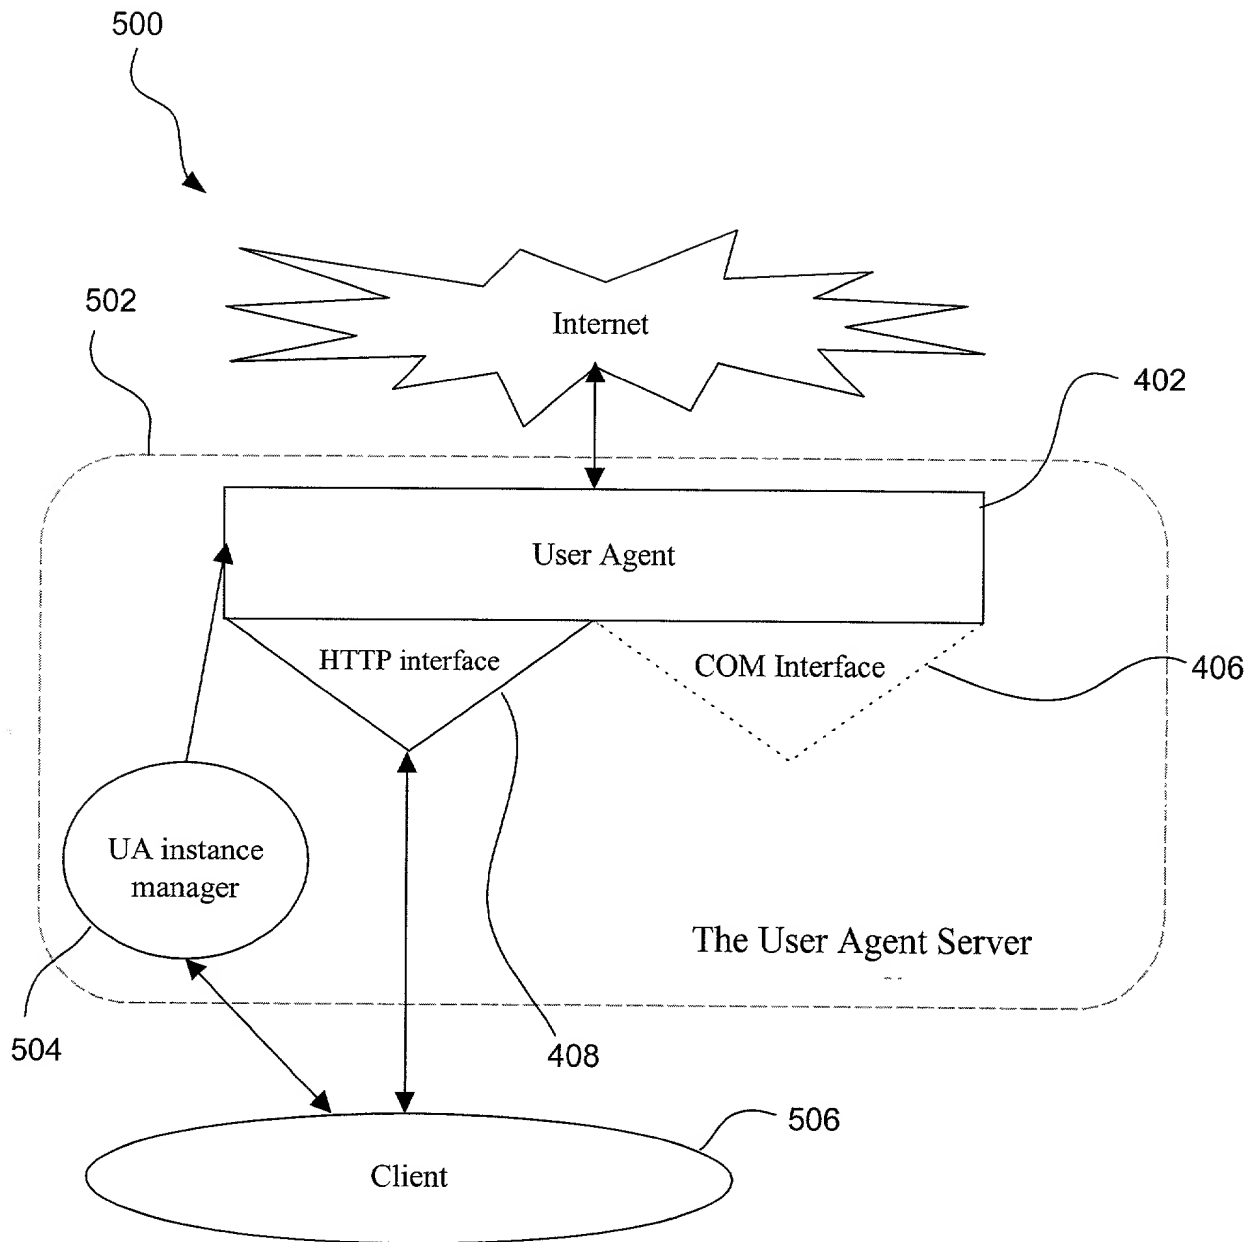 500
502
Internet
402
User Agent
HTTP interface
COM Interface
406
UA instance
manager
The User Agent Server
504
408
506
Client